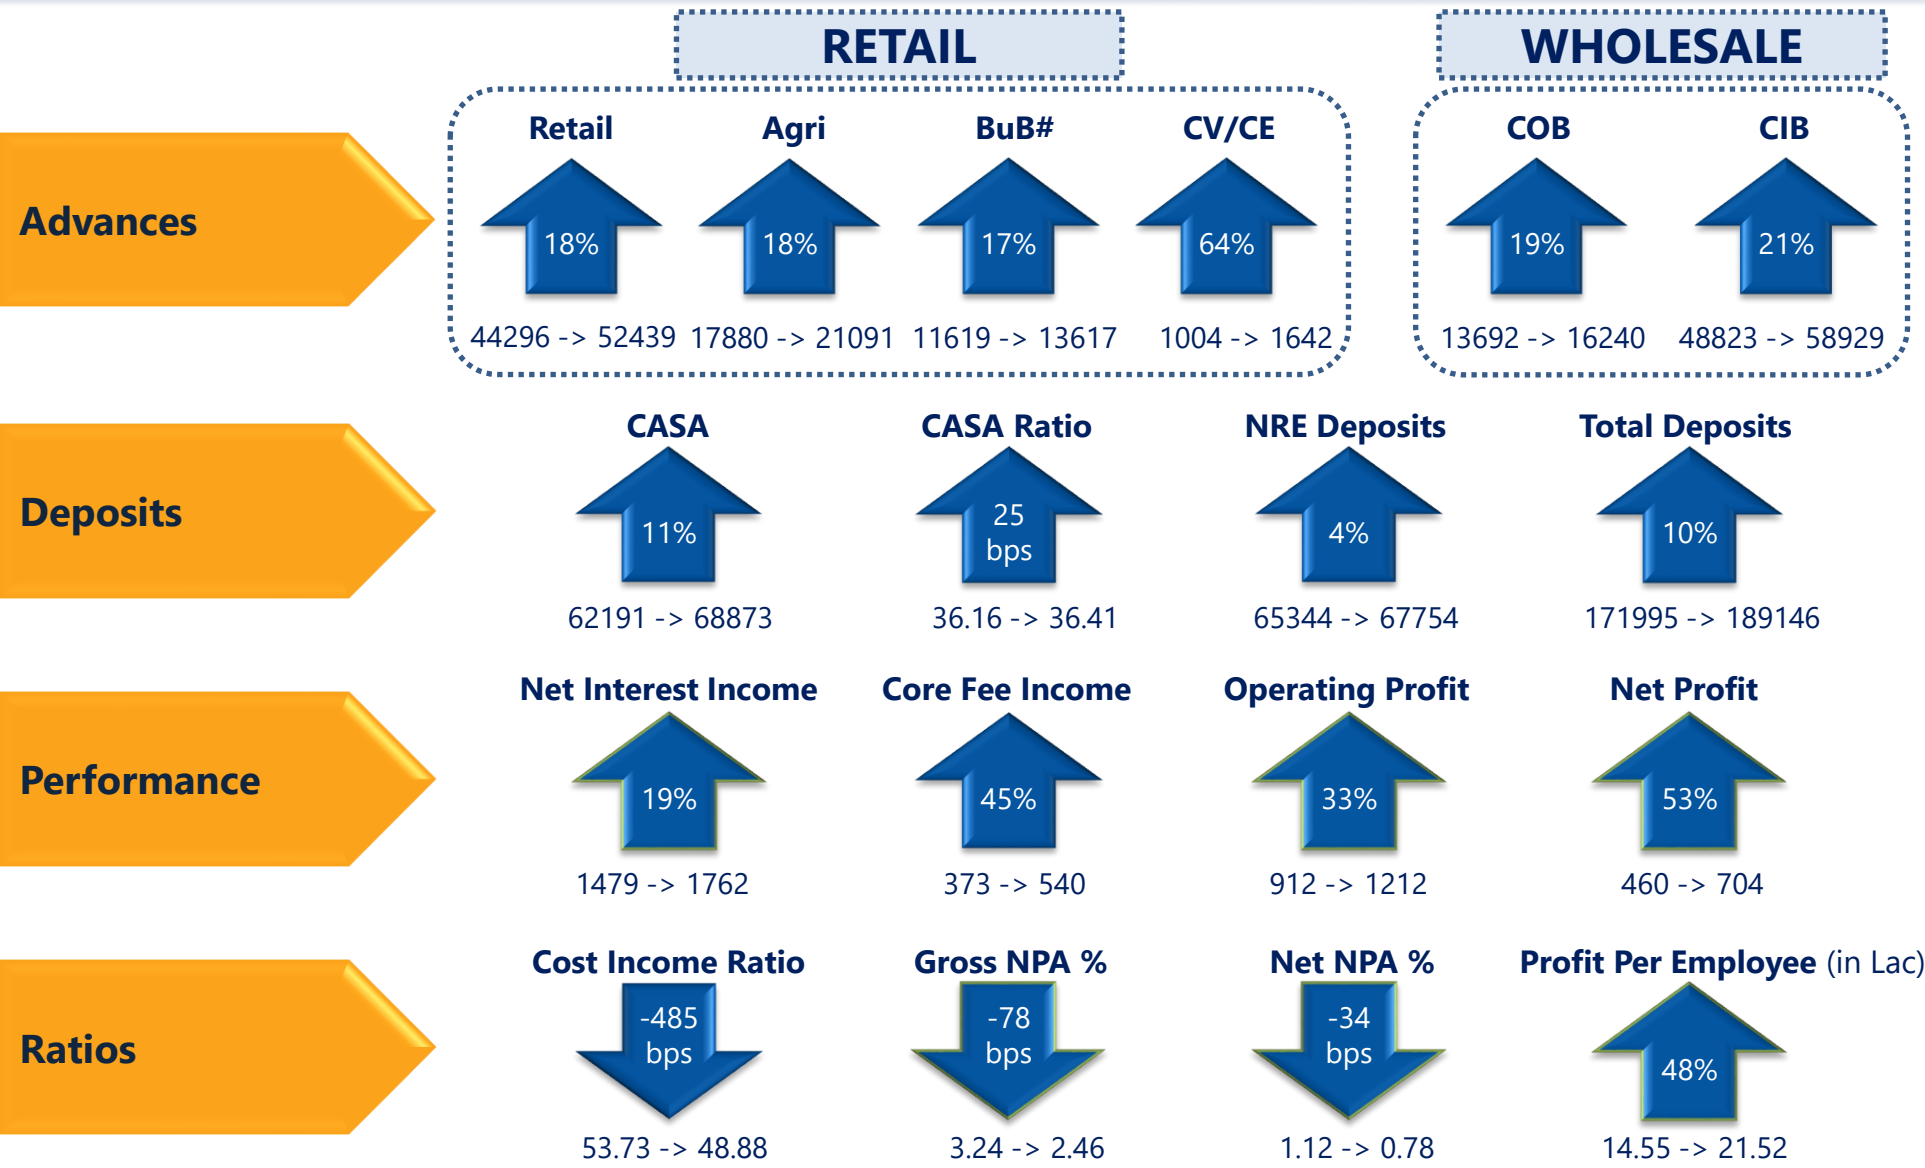 RETAIL
WHOLESALE
Advances
Retail
Agri
BuB#
CV/CE
COB
CIB
18%
18%
17%
64%
19%
21%
44296 -> 52439
17880 -> 21091
11619 -> 13617
1004 -> 1642
13692 -> 16240
48823 -> 58929
Deposits
CASA
CASA Ratio
NRE Deposits
Total Deposits
11%
25
bps
4%
10%
62191 -> 68873
36.16 -> 36.41
65344 -> 67754
171995 -> 189146
Performance
Net Interest Income
Core Fee Income
Operating Profit
Net Profit
19%
45%
33%
53%
1479 -> 1762
373 -> 540
912 -> 1212
460 -> 704
Ratios
Cost Income Ratio
Gross NPA %
Net NPA %
Profit Per Employee (in Lac)
-485
bps
-78
bps
-34
bps
48%
53.73 -> 48.88
3.24 -> 2.46
1.12 -> 0.78
14.55 -> 21.52